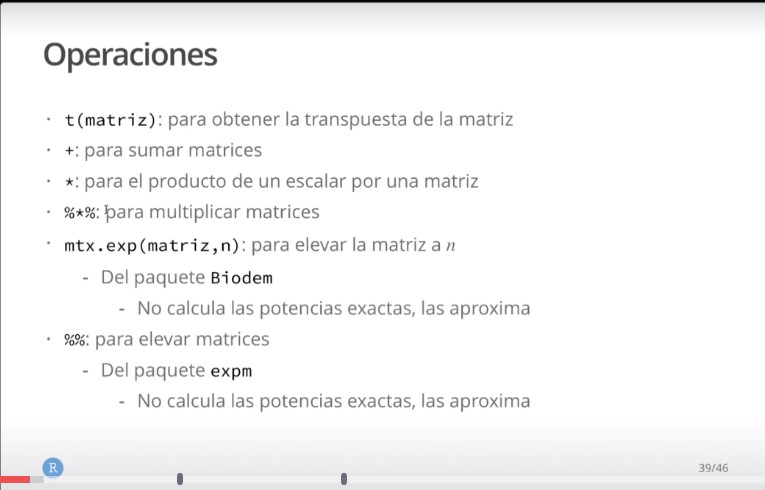 Operaciones
· t(matriz): para obtener la transpuesta de la matriz
· +: para sumar matrices
· *: para el producto de un escalar por una matriz
· %*%: para multiplicar matrices
· mtx.exp(matriz,n): para elevar la matriz a n
- Del paquete Biodem
- No calcula las potencias exactas, las aproxima
· %%: para elevar matrices
- Del paquete expm
- No calcula las potencias exactas, las aproxima
R
39/46